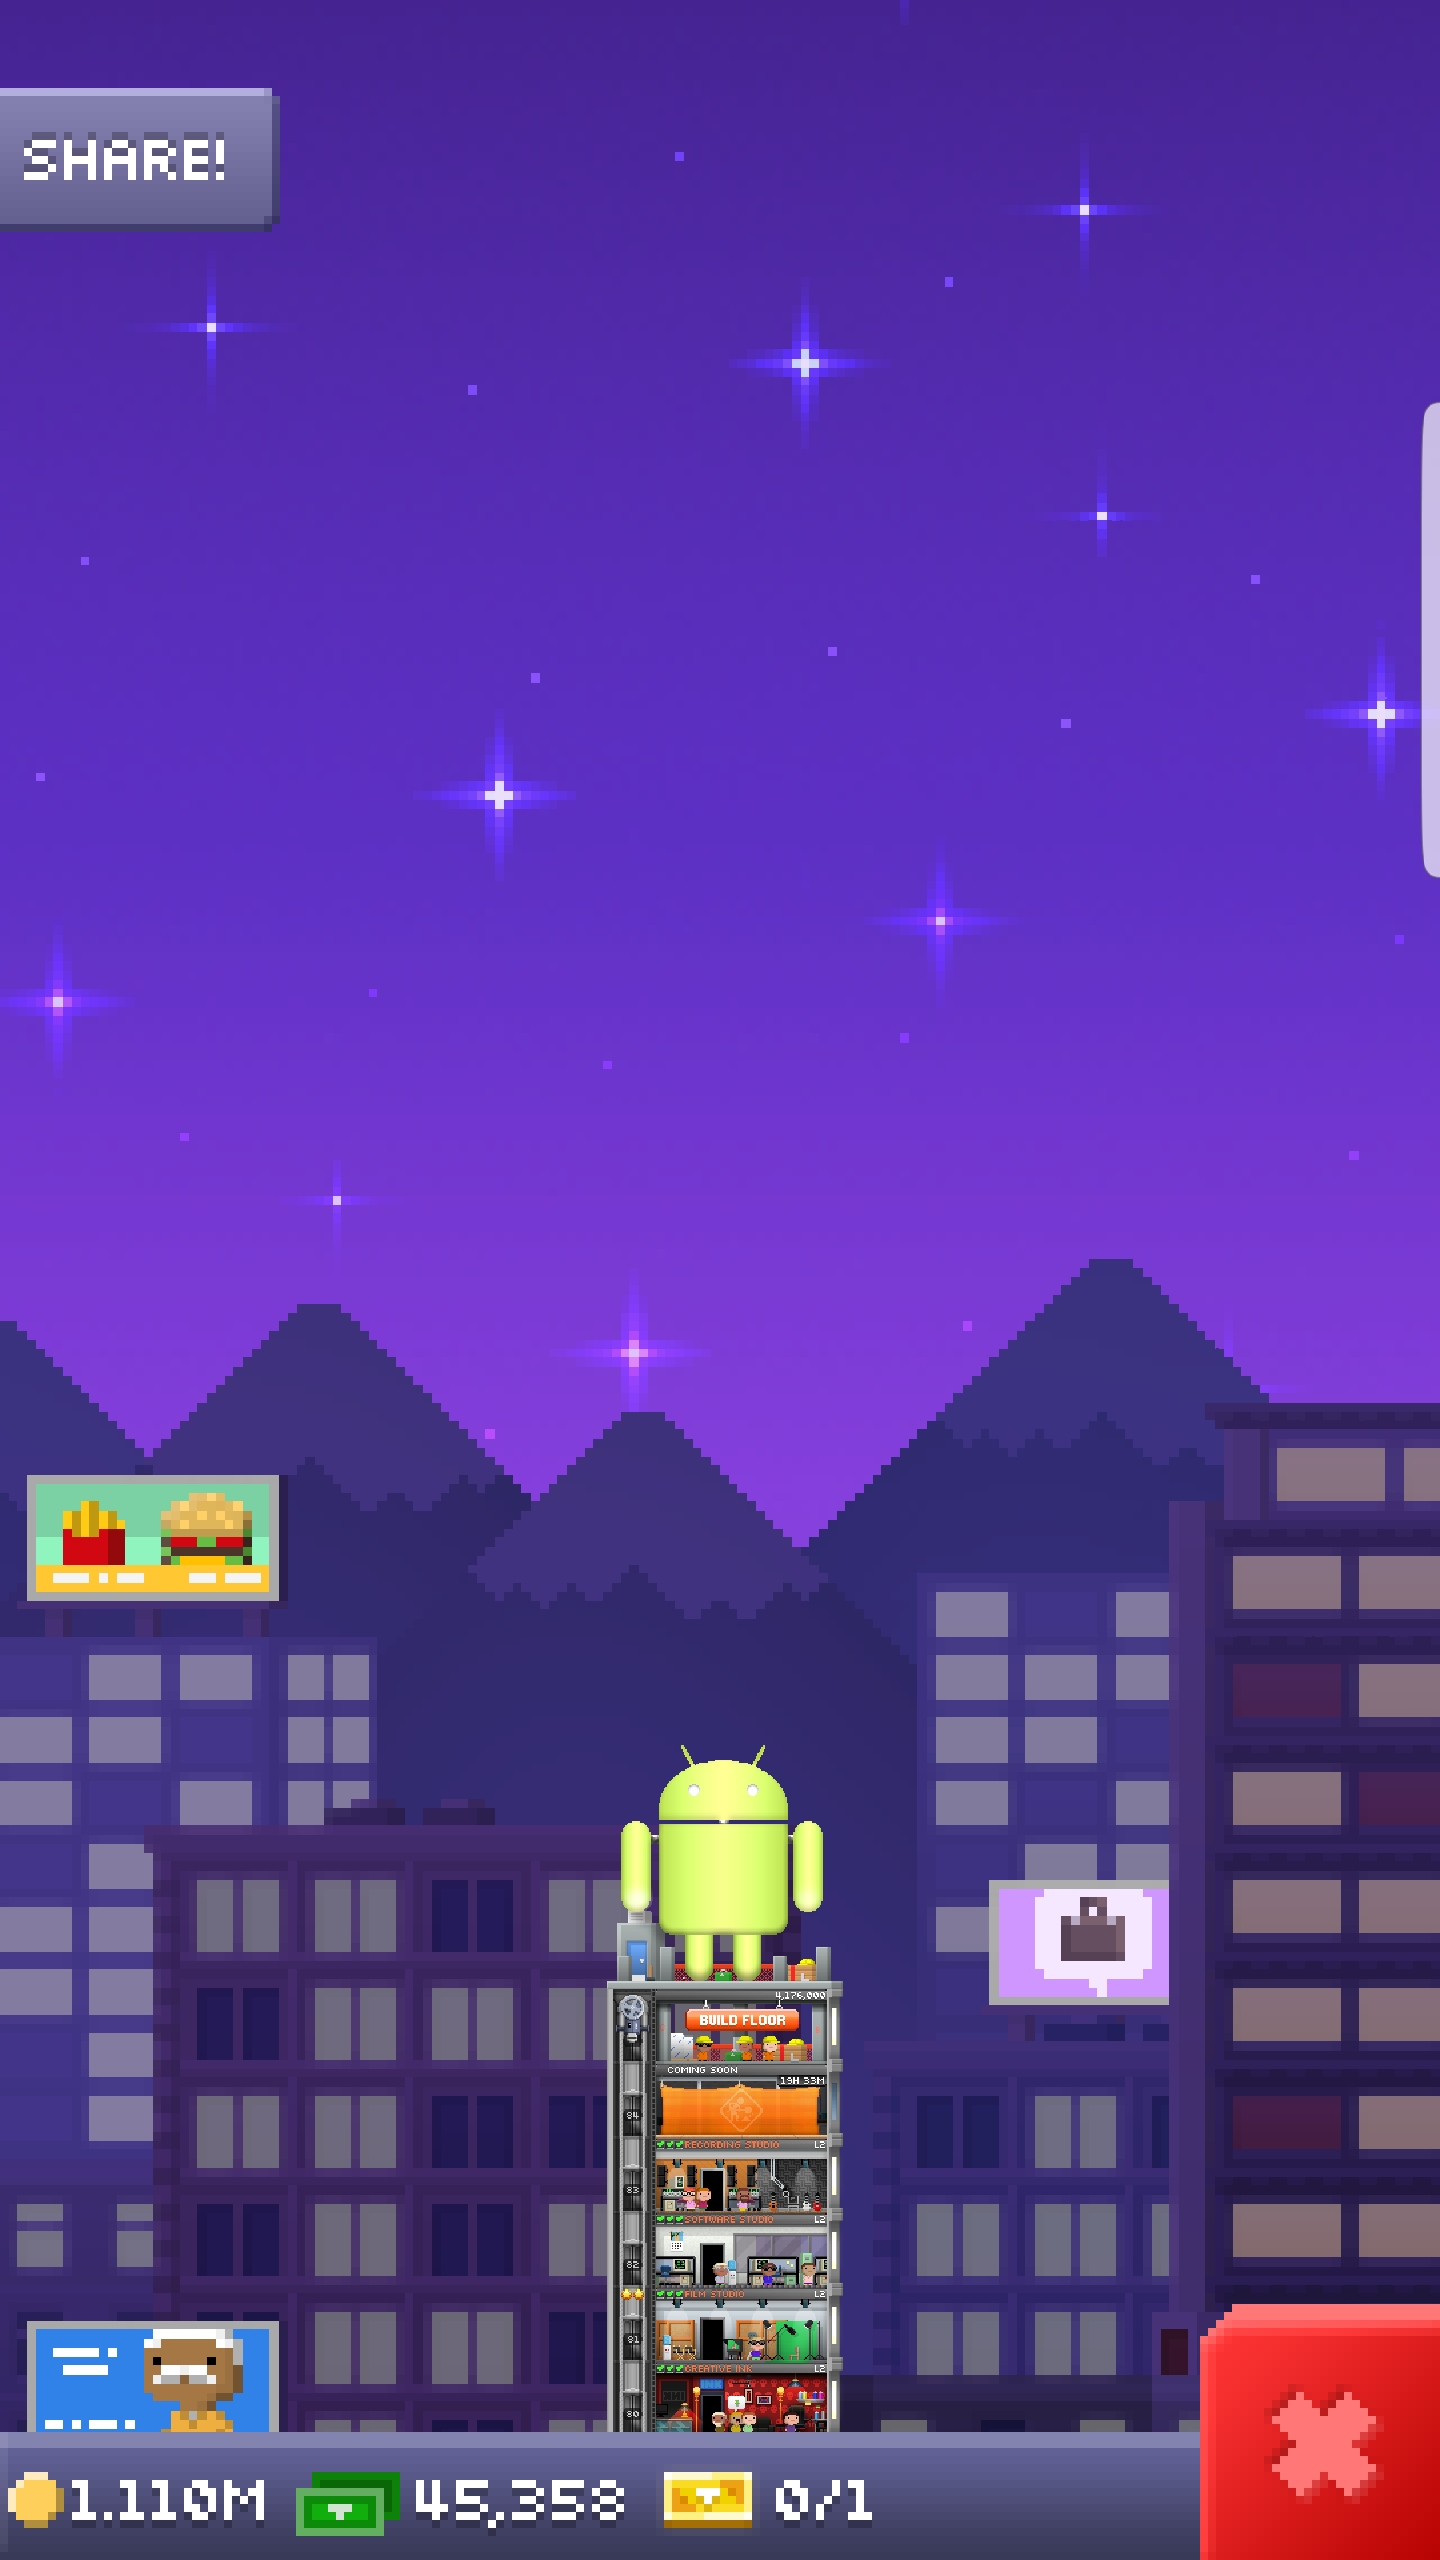 SHARE!
4,176,000
BUILD FLOOR
COMING SOON
19H 33M
84
RECORDING STUDIO L2
83
SOFTWARE STUDIO L2
82
FILM STUDIO L2
81
CREATIVE INK L2
80
1.110M 45,358 0/1